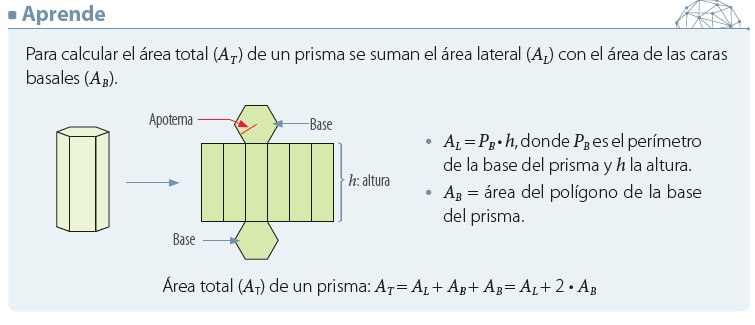 Aprende
Para calcular el área total (A_T) de un prisma se suman el área lateral (A_L) con el área de las caras
basales (A_B).
Apotema
Base
h: altura
Base
• A_L = P_B • h, donde P_B es el perímetro
de la base del prisma y h la altura.
• A_B = área del polígono de la base
del prisma.
Área total (A_T) de un prisma: A_T = A_L + A_B + A_B = A_L + 2 • A_B